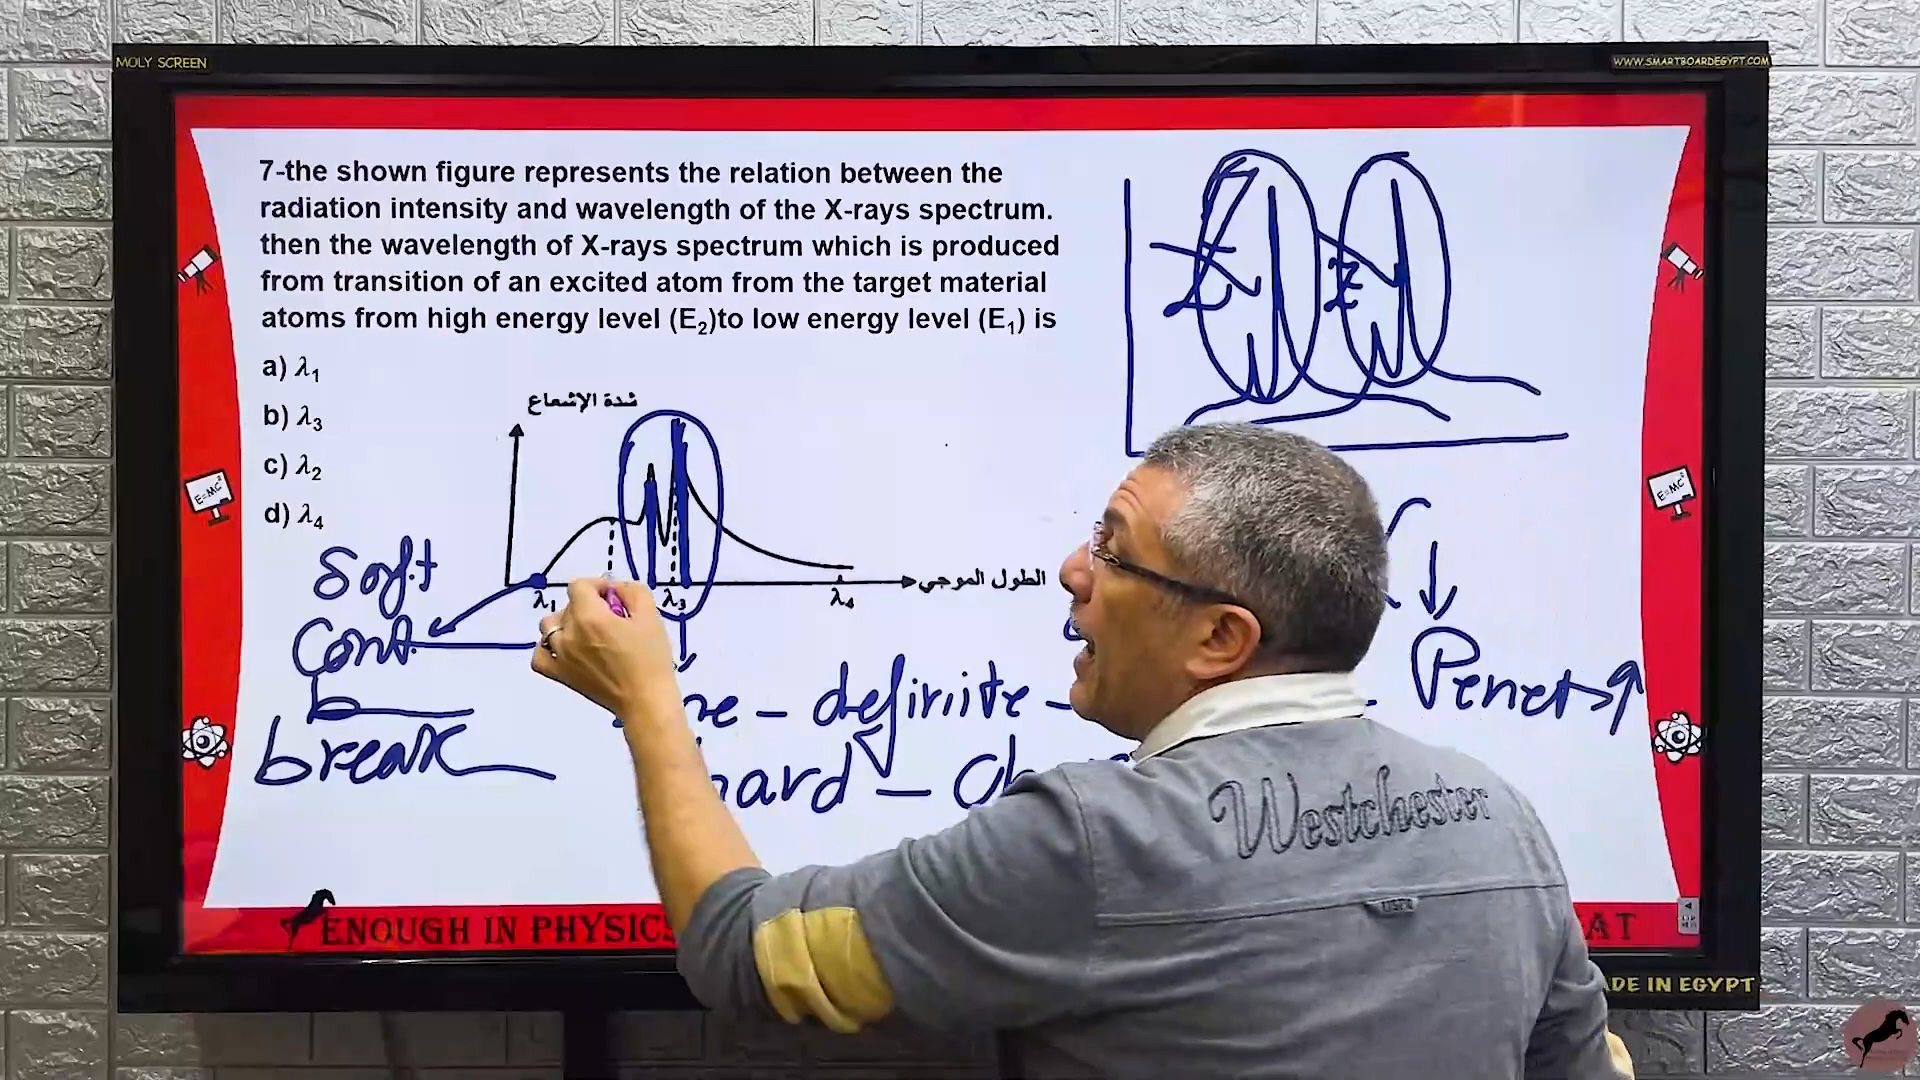 MOLY SCREEN
WWW.SMARTBOARDEGYPT.COM
7-the shown figure represents the relation between the
radiation intensity and wavelength of the X-rays spectrum.
then the wavelength of X-rays spectrum which is produced
from transition of an excited atom from the target material
atoms from high energy level (E₂)to low energy level (E₁) is
a) λ₁
b) λ₃
c) λ₂
d) λ₄
شدة الإشعاع
الطول الموجي
λ₁
λ₃
λ₄
E=MC²
E=MC²
Soft
Cont.
break
definite
hard
Penet
Westchester
ENOUGH IN PHYSICS
ADE IN EGYPT